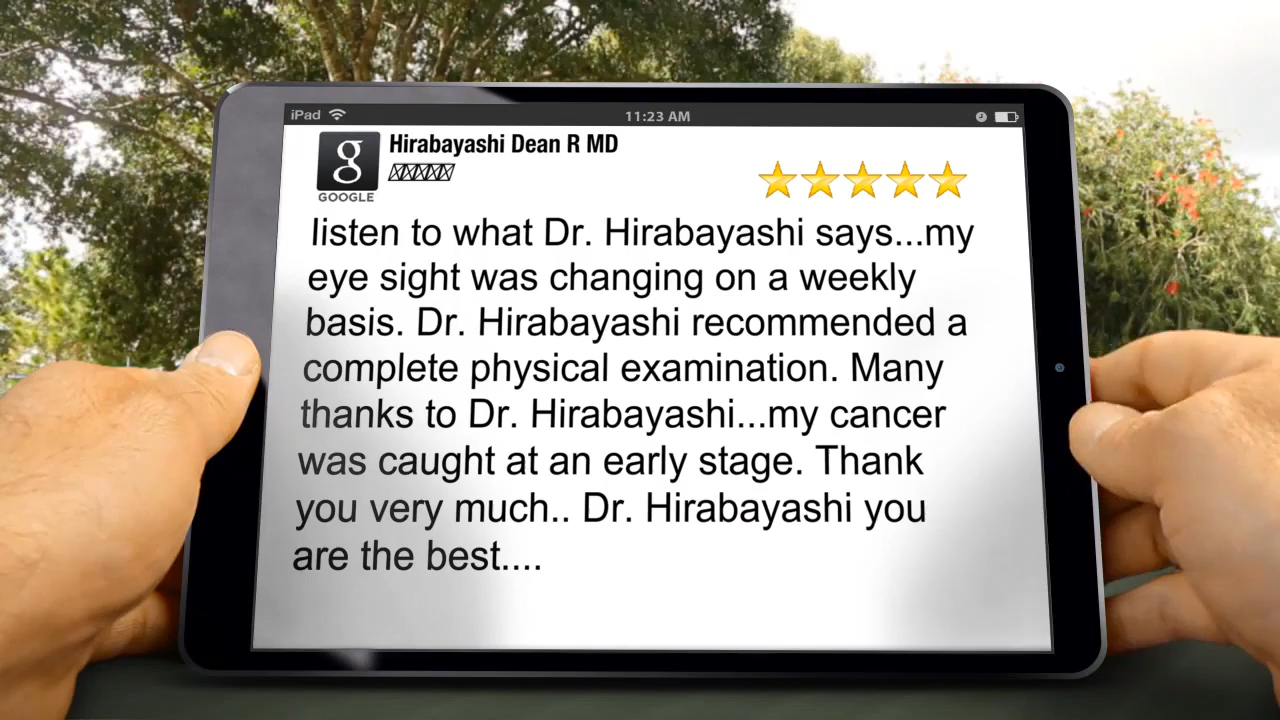 iPad
11:23 AM
g
GOOGLE
Hirabayashi Dean R MD
listen to what Dr. Hirabayashi says...my
eye sight was changing on a weekly
basis. Dr. Hirabayashi recommended a
complete physical examination. Many
thanks to Dr. Hirabayashi...my cancer
was caught at an early stage. Thank
you very much.. Dr. Hirabayashi you
are the best....